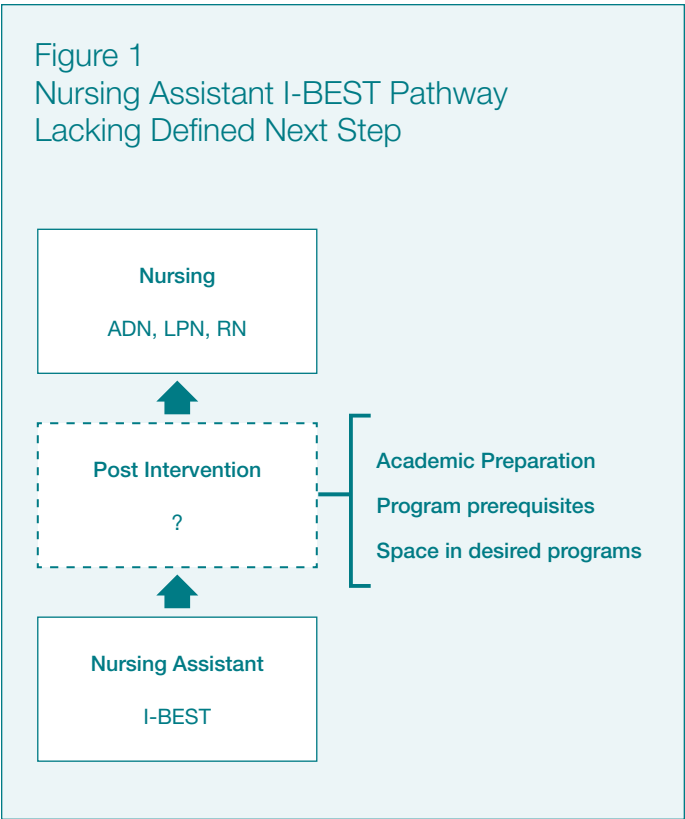 Figure 1
Nursing Assistant I-BEST Pathway
Lacking Defined Next Step
Nursing
ADN, LPN, RN
Post Intervention
?
Academic Preparation
Program prerequisites
Space in desired programs
Nursing Assistant
I-BEST